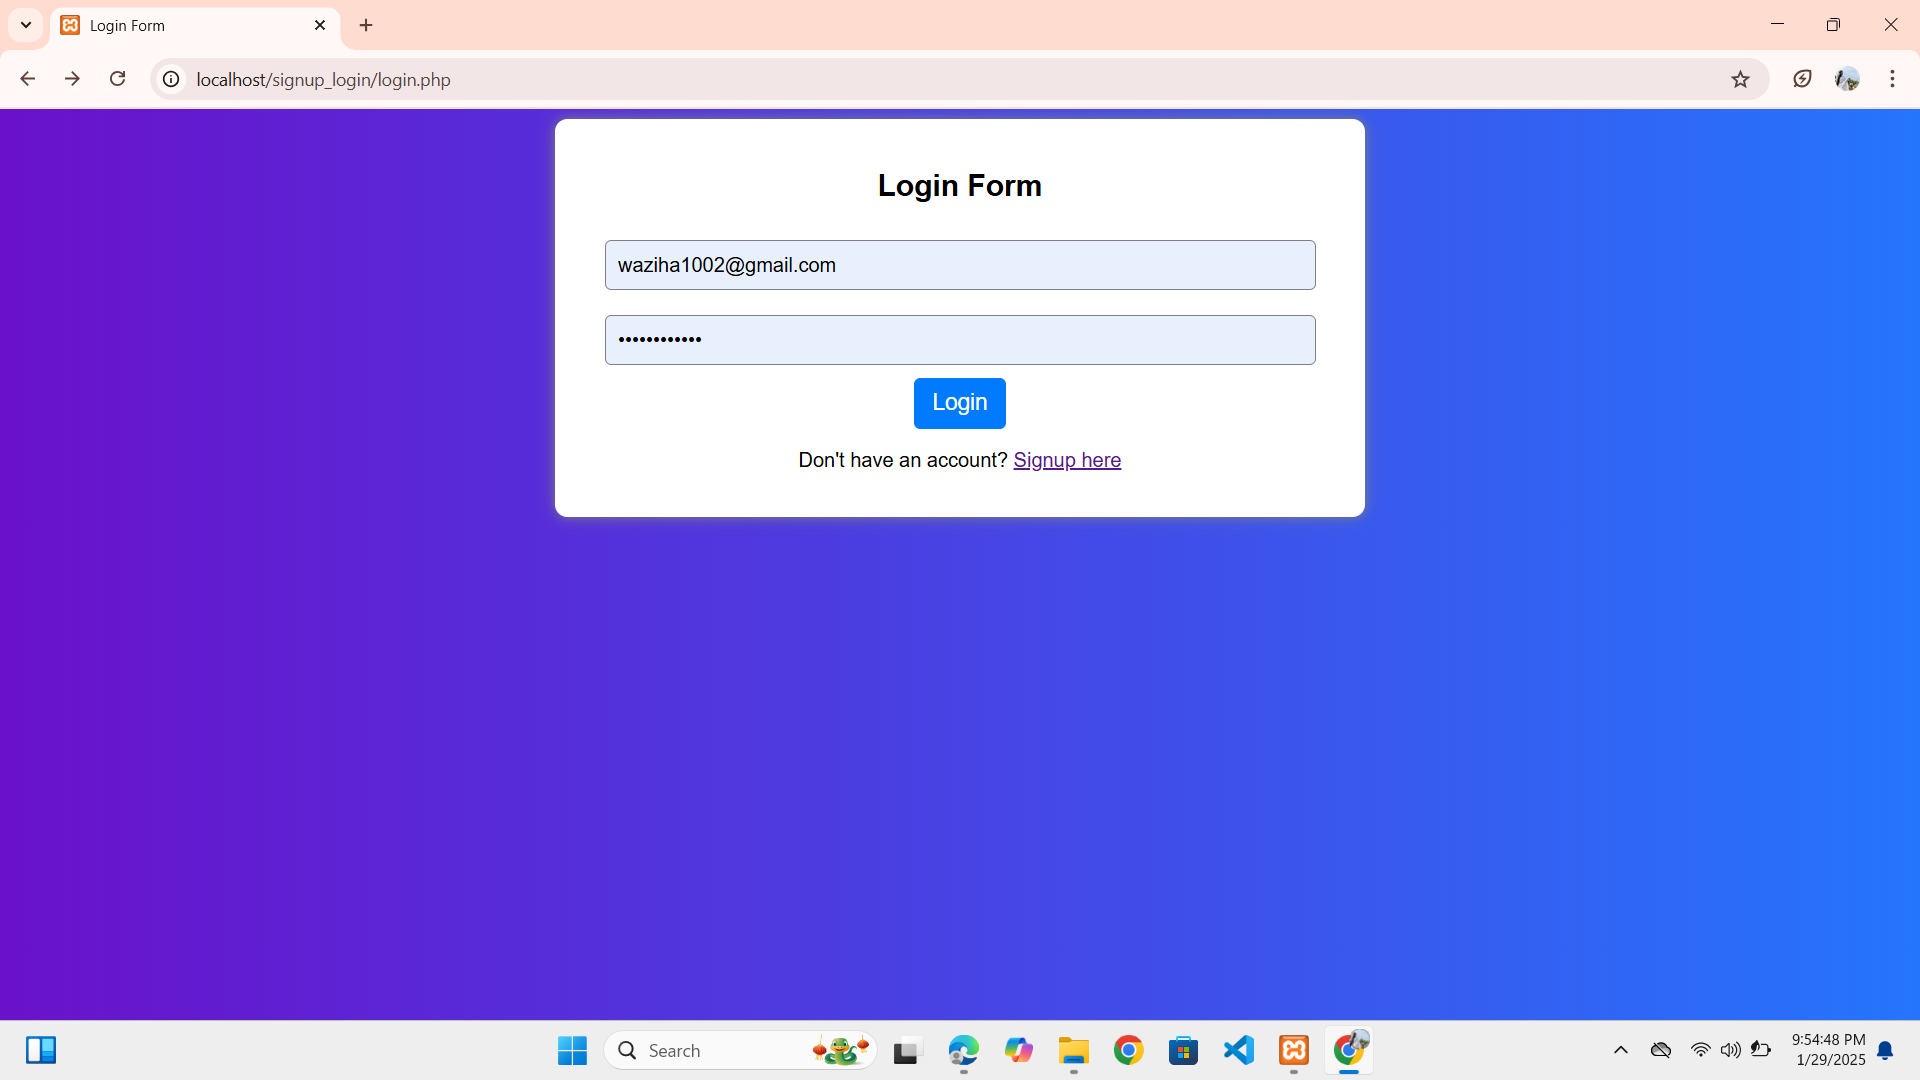 Login Form
localhost/signup_login/login.php
Login Form
waziha1002@gmail.com
••••••••••••
Login
Don't have an account? Signup here
Search
9:54:48 PM
1/29/2025